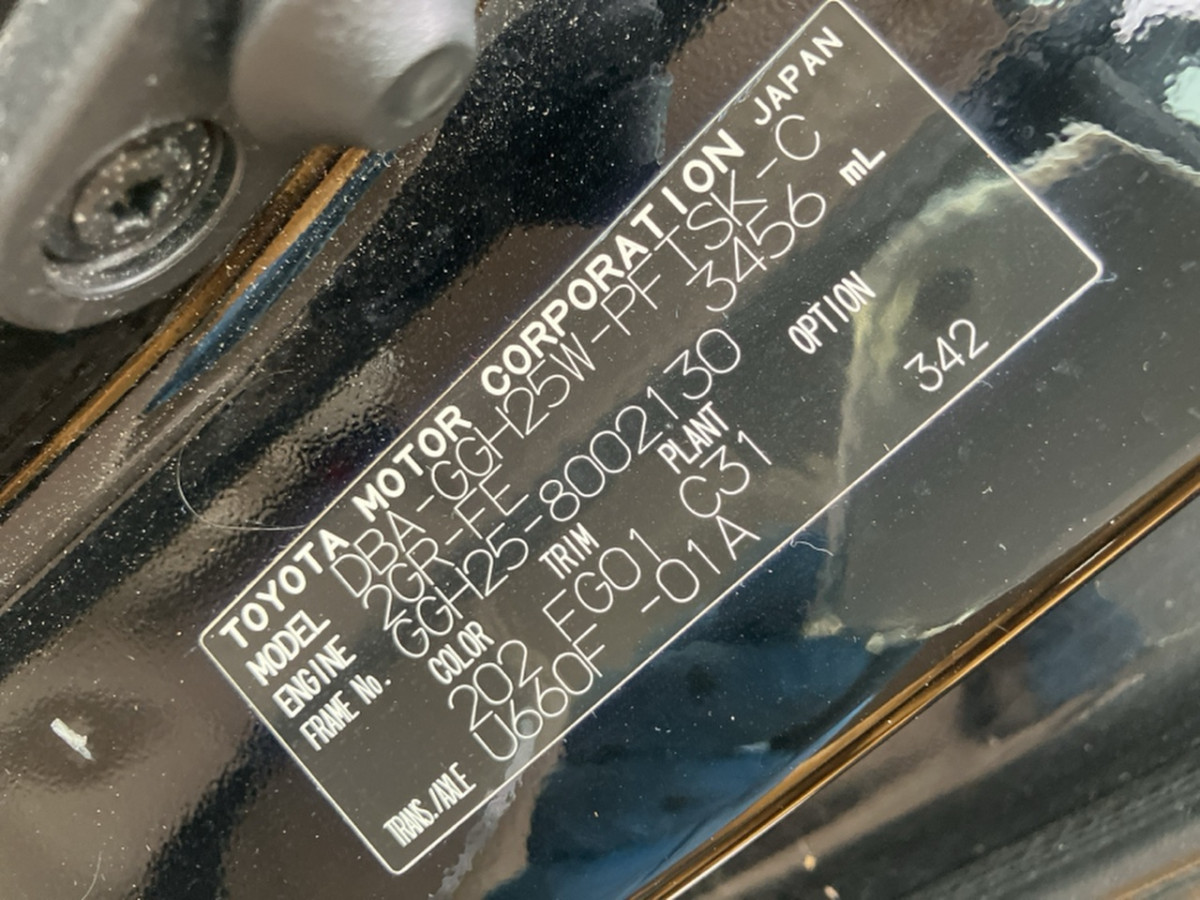 TOYOTA MOTOR CORPORATION JAPAN
MODEL DBA-GGH25W-PFTSK-C
ENGINE 2GR-FE 3456 mL
FRAME No. GGH25-8002130
COLOR TRIM PLANT OPTION
202 FG01 C31 342
TRANS./AXLE U660F -01A